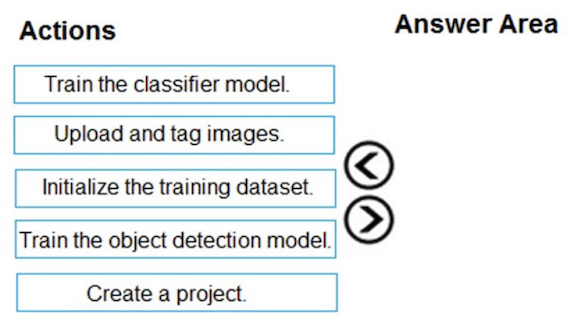 Actions
Answer Area
Train the classifier model.
Upload and tag images.
Initialize the training dataset.
Train the object detection model.
Create a project.